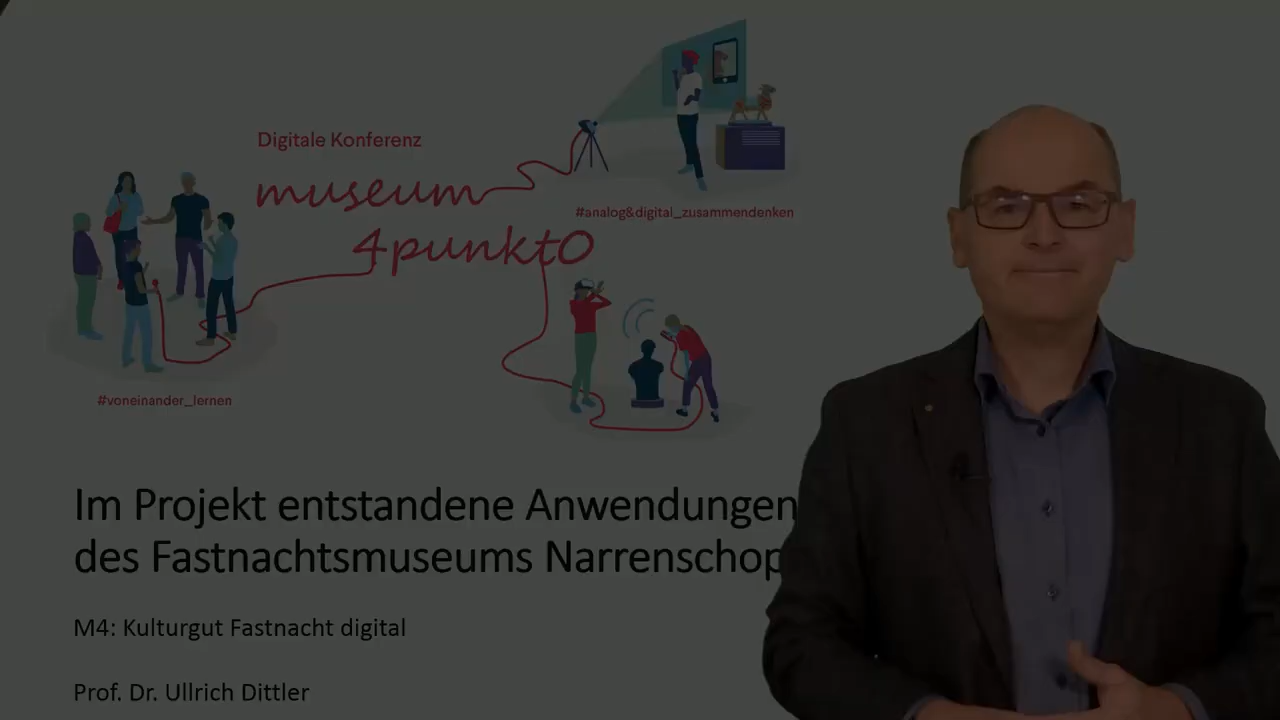 Digitale Konferenz
museum
4punkt0
#analog&digital_zusammendenken
#voneinander_lernen
Im Projekt entstandene Anwendungen
des Fastnachtsmuseums Narrenschop
M4: Kulturgut Fastnacht digital
Prof. Dr. Ullrich Dittler